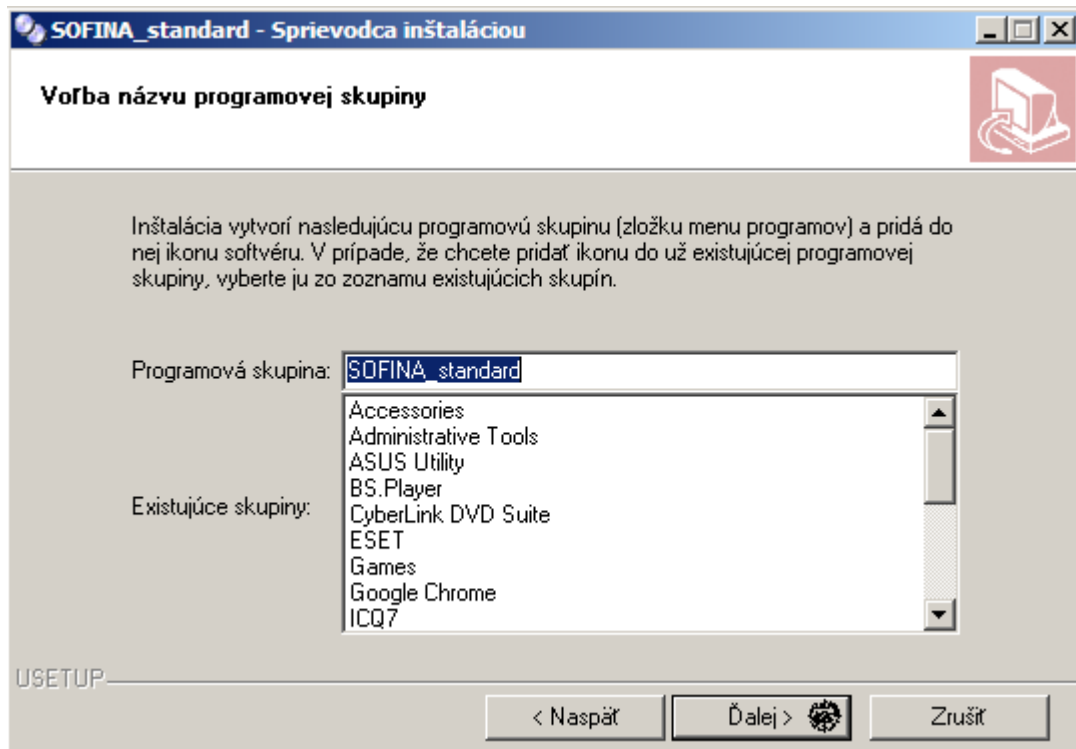 SOFINA_standard - Sprievodca inštaláciou
Voľba názvu programovej skupiny
Inštalácia vytvorí nasledujúcu programovú skupinu (zložku menu programov) a pridá do
nej ikonu softvéru. V prípade, že chcete pridať ikonu do už existujúcej programovej
skupiny, vyberte ju zo zoznamu existujúcich skupín.
Programová skupina: SOFINA_standard
Existujúce skupiny:
Accessories
Administrative Tools
ASUS Utility
BS.Player
CyberLink DVD Suite
ESET
Games
Google Chrome
ICQ7
USETUP
< Naspäť
Ďalej >
Zrušiť